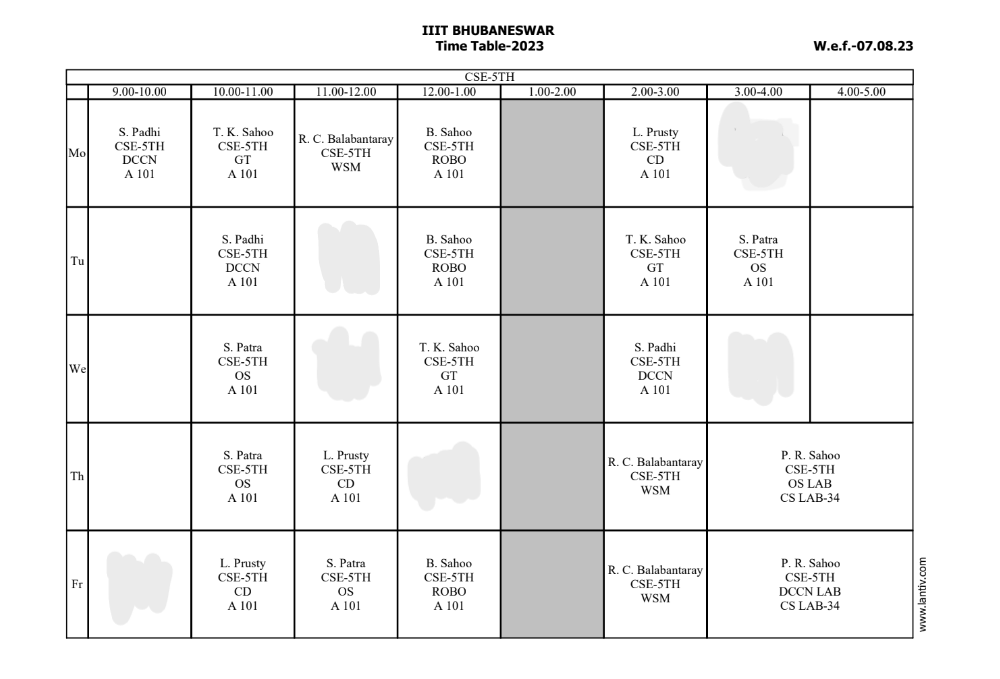 IIIT BHUBANESWAR
Time Table-2023
W.e.f.-07.08.23
CSE-5TH
9.00-10.00
10.00-11.00
11.00-12.00
12.00-1.00
1.00-2.00
2.00-3.00
3.00-4.00
4.00-5.00
Mo
S. Padhi
CSE-5TH
DCCN
A 101
T. K. Sahoo
CSE-5TH
GT
A 101
R. C. Balabantaray
CSE-5TH
WSM
B. Sahoo
CSE-5TH
ROBO
A 101
L. Prusty
CSE-5TH
CD
A 101
Tu
S. Padhi
CSE-5TH
DCCN
A 101
B. Sahoo
CSE-5TH
ROBO
A 101
T. K. Sahoo
CSE-5TH
GT
A 101
S. Patra
CSE-5TH
OS
A 101
We
S. Patra
CSE-5TH
OS
A 101
T. K. Sahoo
CSE-5TH
GT
A 101
S. Padhi
CSE-5TH
DCCN
A 101
Th
S. Patra
CSE-5TH
OS
A 101
L. Prusty
CSE-5TH
CD
A 101
R. C. Balabantaray
CSE-5TH
WSM
P. R. Sahoo
CSE-5TH
OS LAB
CS LAB-34
Fr
L. Prusty
CSE-5TH
CD
A 101
S. Patra
CSE-5TH
OS
A 101
B. Sahoo
CSE-5TH
ROBO
A 101
R. C. Balabantaray
CSE-5TH
WSM
P. R. Sahoo
CSE-5TH
DCCN LAB
CS LAB-34
www.lantiv.com